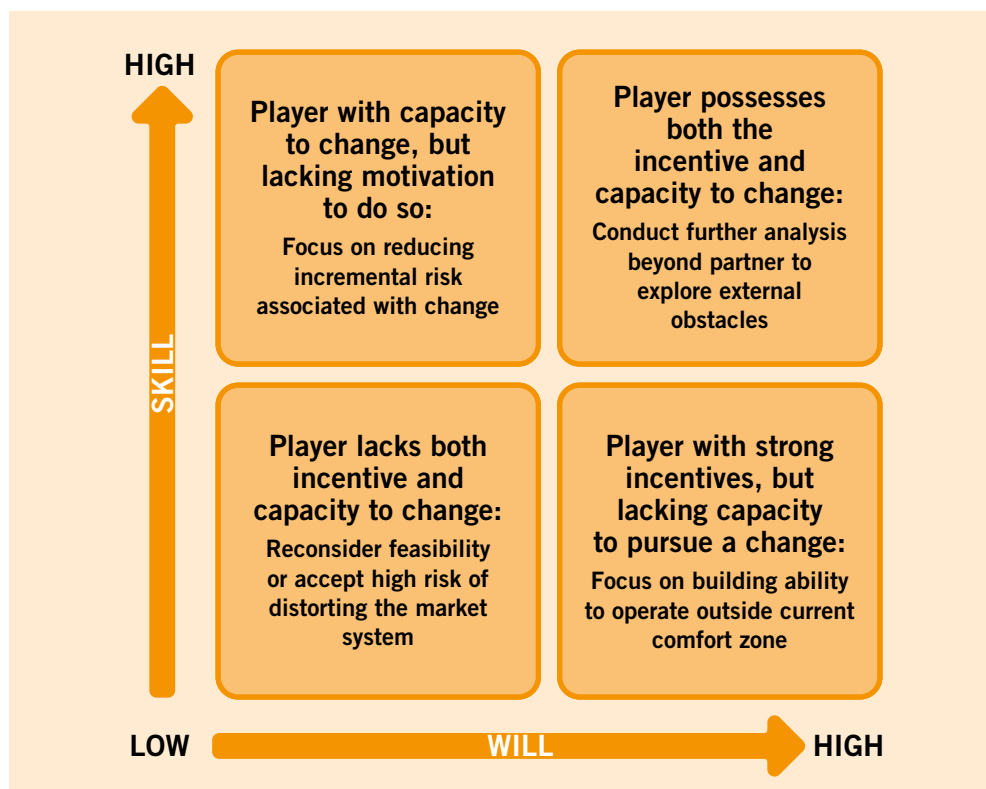 HIGH
Player with capacity
to change, but
lacking motivation
to do so:
Focus on reducing
incremental risk
associated with change
Player possesses
both the
incentive and
capacity to change:
Conduct further analysis
beyond partner to
explore external
obstacles
SKILL
Player lacks both
incentive and
capacity to change:
Reconsider feasibility
or accept high risk of
distorting the market
system
Player with strong
incentives, but
lacking capacity
to pursue a change:
Focus on building ability
to operate outside current
comfort zone
LOW
WILL
HIGH